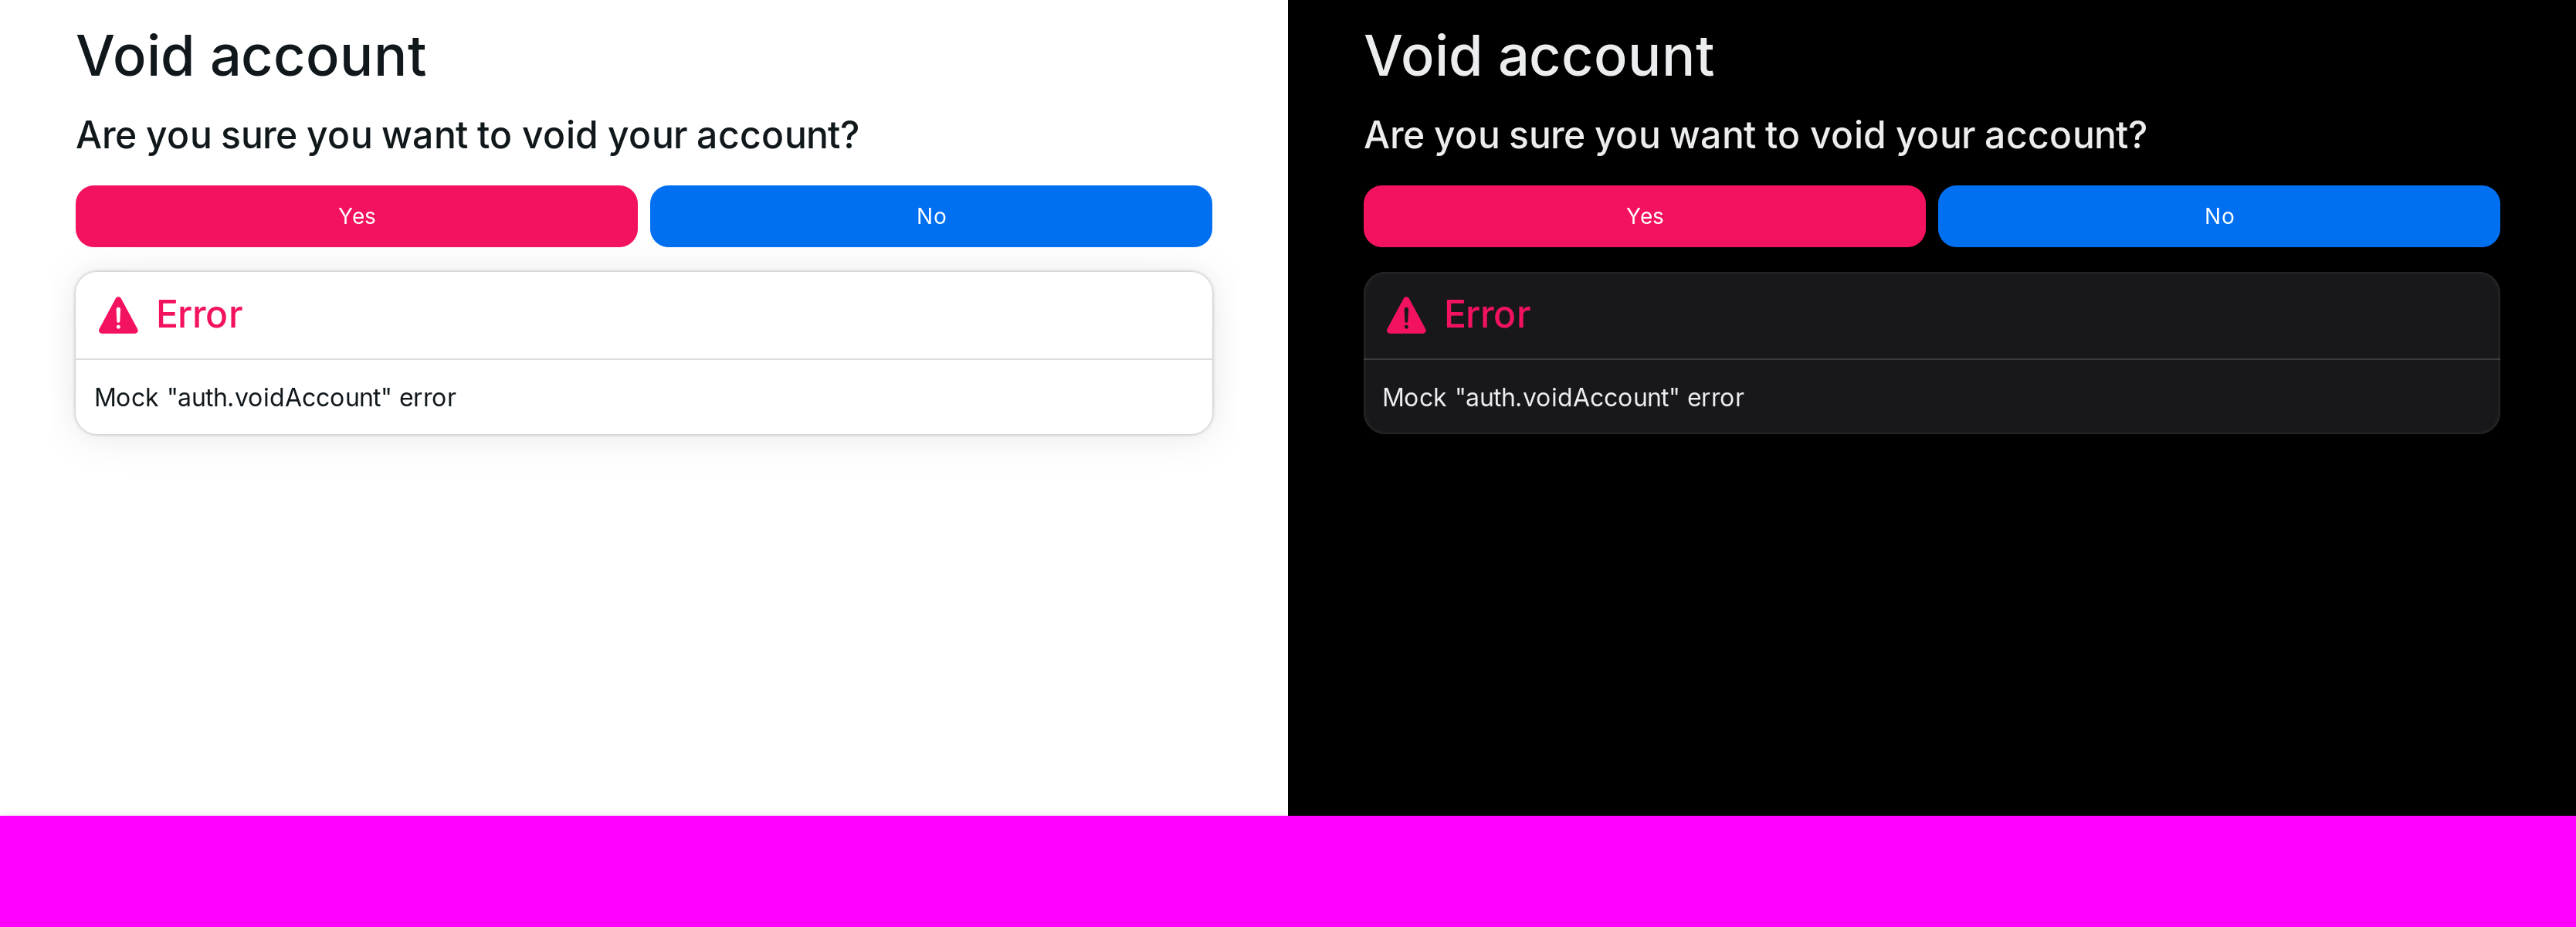 Void account
Are you sure you want to void your account?
Yes
No
Error
Mock "auth.voidAccount" error
Void account
Are you sure you want to void your account?
Yes
No
Error
Mock "auth.voidAccount" error